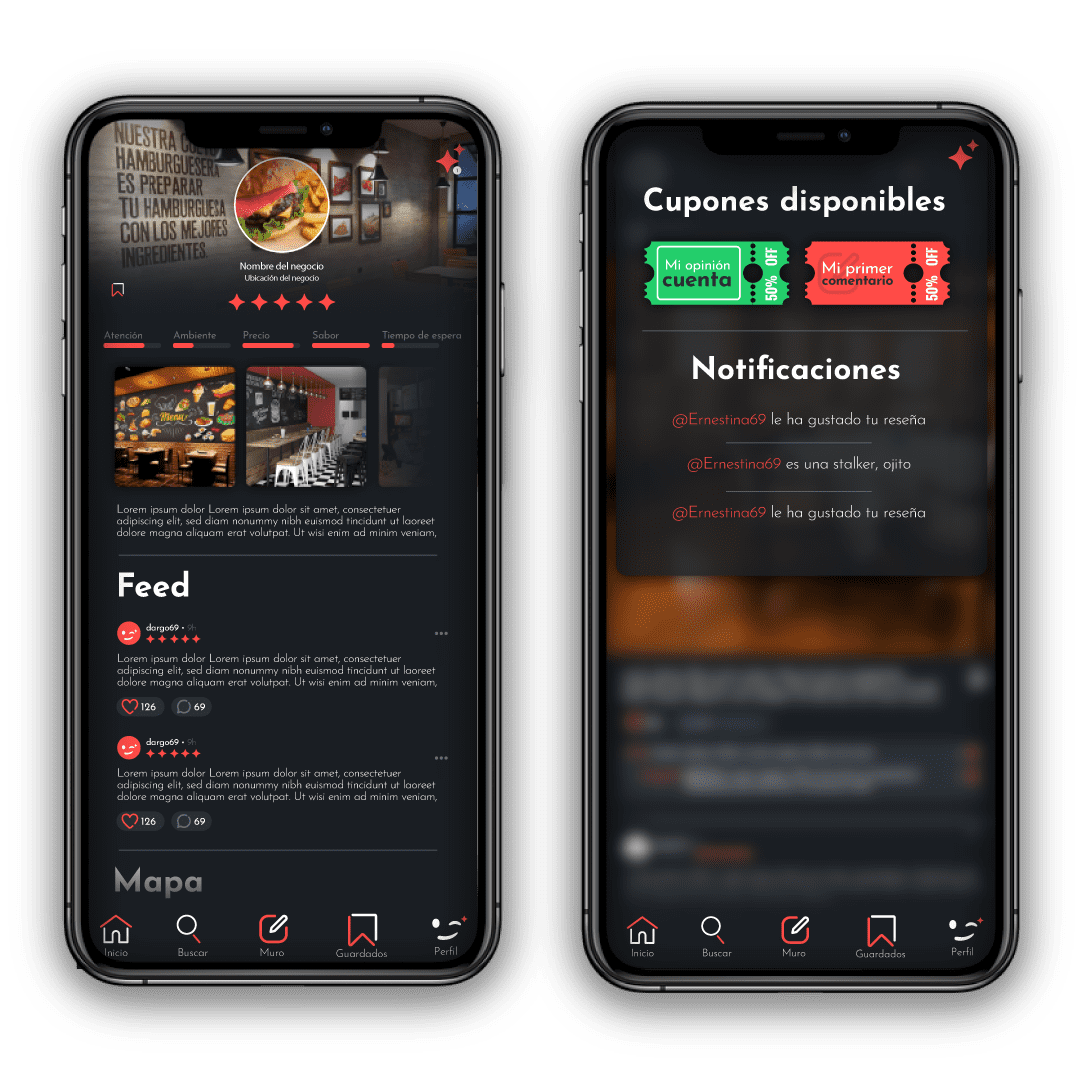 NUESTRA
HAMBURGUESERA
ES PREPARAR
TU HAMBURGUESA
CON LOS MEJORES
INGREDIENTES.
Nombre del negocio
Ubicación del negocio
Atención Ambiente Precio Sabor Tiempo de espera
Menu
Lorem ipsum dolor Lorem ipsum dolor sit amet, consectetuer
adipiscing elit, sed diam nonummy nibh euismod tincidunt ut laoreet
dolore magna aliquam erat volutpat. Ut wisi enim ad minim veniam,
Feed
dargo69 • 9h
Lorem ipsum dolor Lorem ipsum dolor sit amet, consectetuer
adipiscing elit, sed diam nonummy nibh euismod tincidunt ut laoreet
dolore magna aliquam erat volutpat. Ut wisi enim ad minim veniam,
126 69
dargo69 • 9h
Lorem ipsum dolor Lorem ipsum dolor sit amet, consectetuer
adipiscing elit, sed diam nonummy nibh euismod tincidunt ut laoreet
dolore magna aliquam erat volutpat. Ut wisi enim ad minim veniam,
126 69
Mapa
Inicio Buscar Muro Guardados Perfil
Cupones disponibles
Mi opinión
cuenta
50% OFF
Mi primer
comentario
50% OFF
Notificaciones
@Ernestina69 le ha gustado tu reseña
@Ernestina69 es una stalker, ojito
@Ernestina69 le ha gustado tu reseña
Inicio Buscar Muro Guardados Perfil